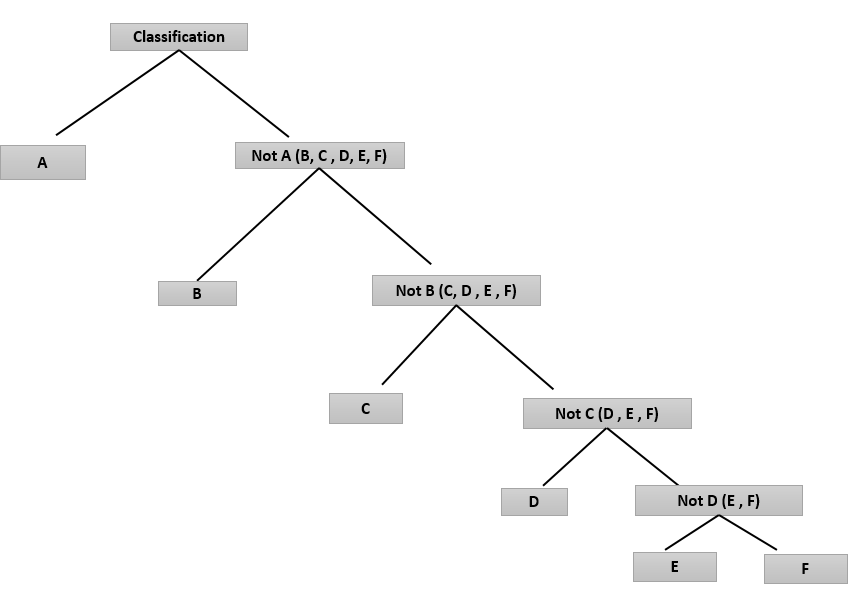 Classification
A
Not A (B, C , D, E, F)
B
Not B (C, D , E , F)
C
Not C (D , E , F)
D
Not D (E , F)
E
F